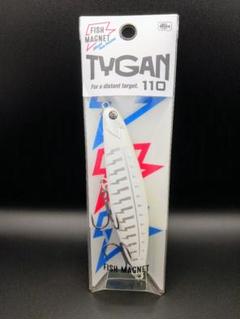 FISH
MAGNET
TYGAN
For a distant target. 110
FISH MAGNET